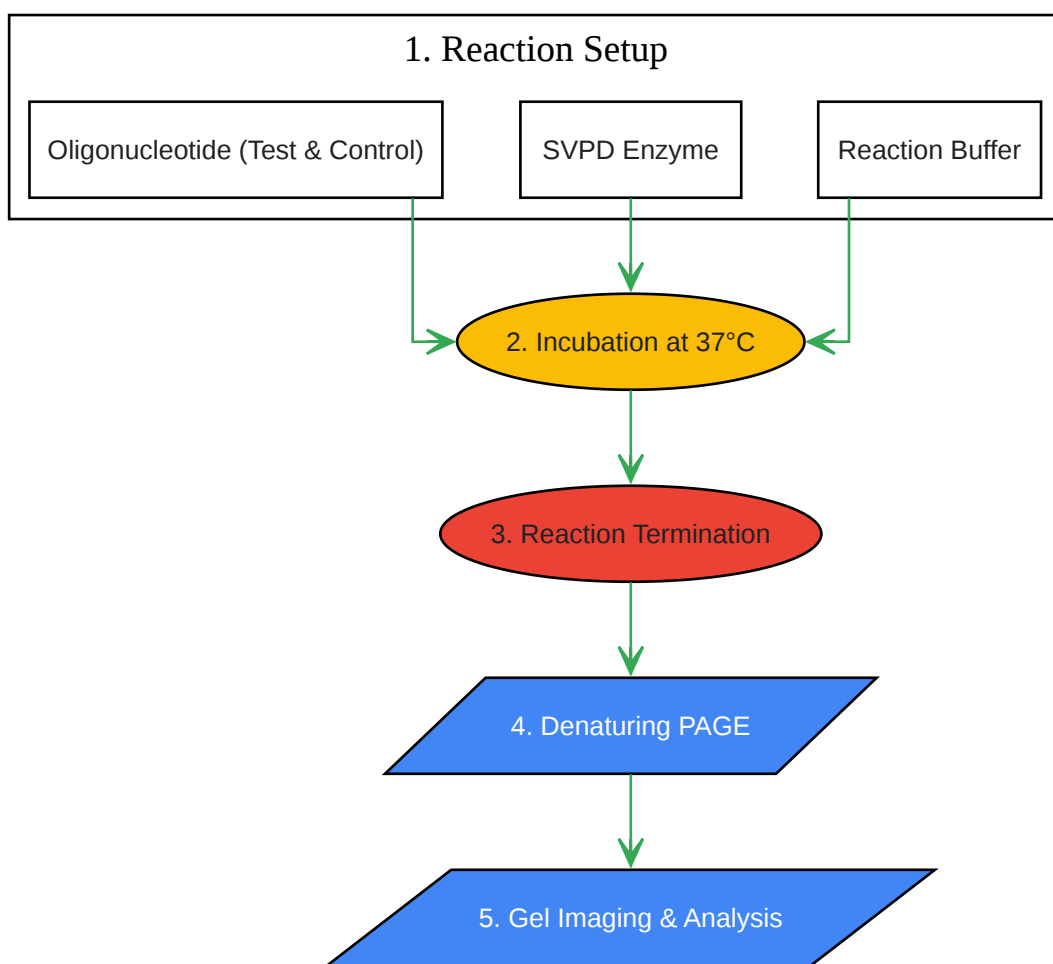 1. Reaction Setup
Oligonucleotide (Test & Control)
SVPD Enzyme
Reaction Buffer
2. Incubation at 37°C
3. Reaction Termination
4. Denaturing PAGE
5. Gel Imaging & Analysis